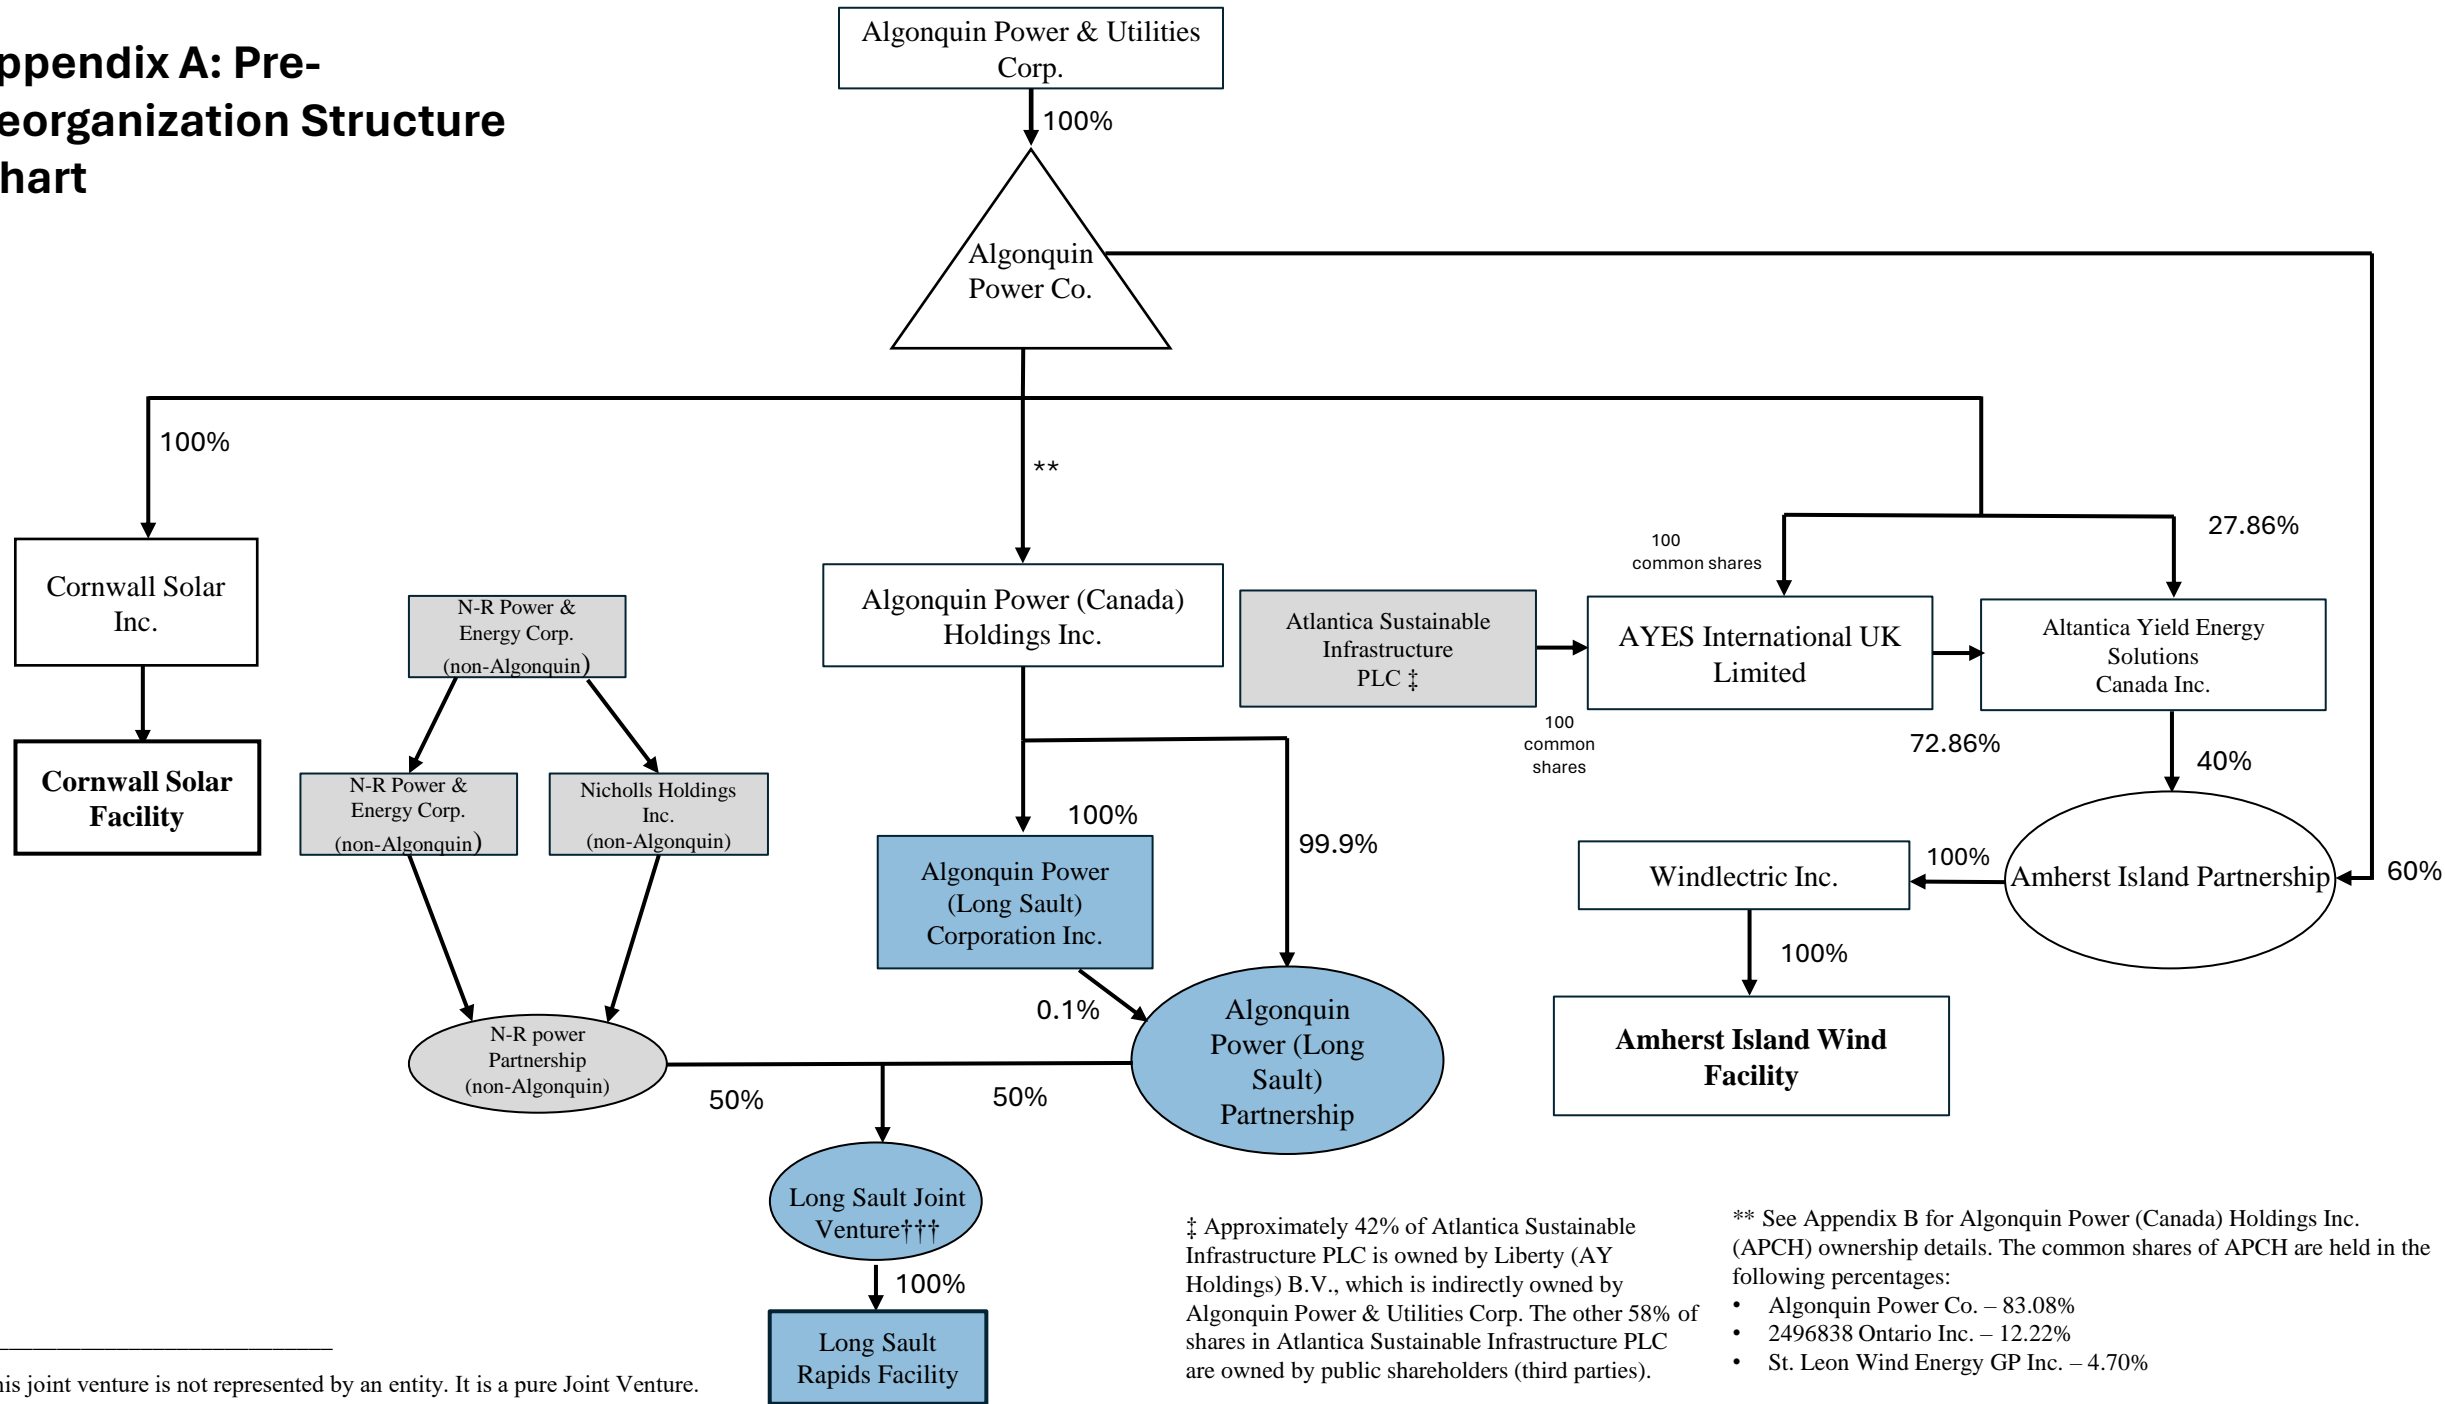 ppendix A: Pre-
eorganization Structure
hart
Algonquin Power & Utilities
Corp.
100%
Algonquin
Power Co.
100%
**
27.86%
100
common shares
Cornwall Solar
Inc.
N-R Power &
Energy Corp.
(non-Algonquin)
Algonquin Power (Canada)
Holdings Inc.
Atlantica Sustainable
Infrastructure
PLC ‡
AYES International UK
Limited
Altantica Yield Energy
Solutions
Canada Inc.
100
common
shares
72.86%
40%
Cornwall Solar
Facility
N-R Power &
Energy Corp.
(non-Algonquin)
Nicholls Holdings
Inc.
(non-Algonquin)
100%
99.9%
Algonquin Power
(Long Sault)
Corporation Inc.
Windlectric Inc.
100%
Amherst Island Partnership
60%
100%
0.1%
Algonquin
Power (Long
Sault)
Partnership
Amherst Island Wind
Facility
N-R power
Partnership
(non-Algonquin)
50%
50%
Long Sault Joint
Venture†††
100%
Long Sault
Rapids Facility
‡ Approximately 42% of Atlantica Sustainable
Infrastructure PLC is owned by Liberty (AY
Holdings) B.V., which is indirectly owned by
Algonquin Power & Utilities Corp. The other 58% of
shares in Atlantica Sustainable Infrastructure PLC
are owned by public shareholders (third parties).
** See Appendix B for Algonquin Power (Canada) Holdings Inc.
(APCH) ownership details. The common shares of APCH are held in the
following percentages:
• Algonquin Power Co. – 83.08%
• 2496838 Ontario Inc. – 12.22%
• St. Leon Wind Energy GP Inc. – 4.70%
his joint venture is not represented by an entity. It is a pure Joint Venture.